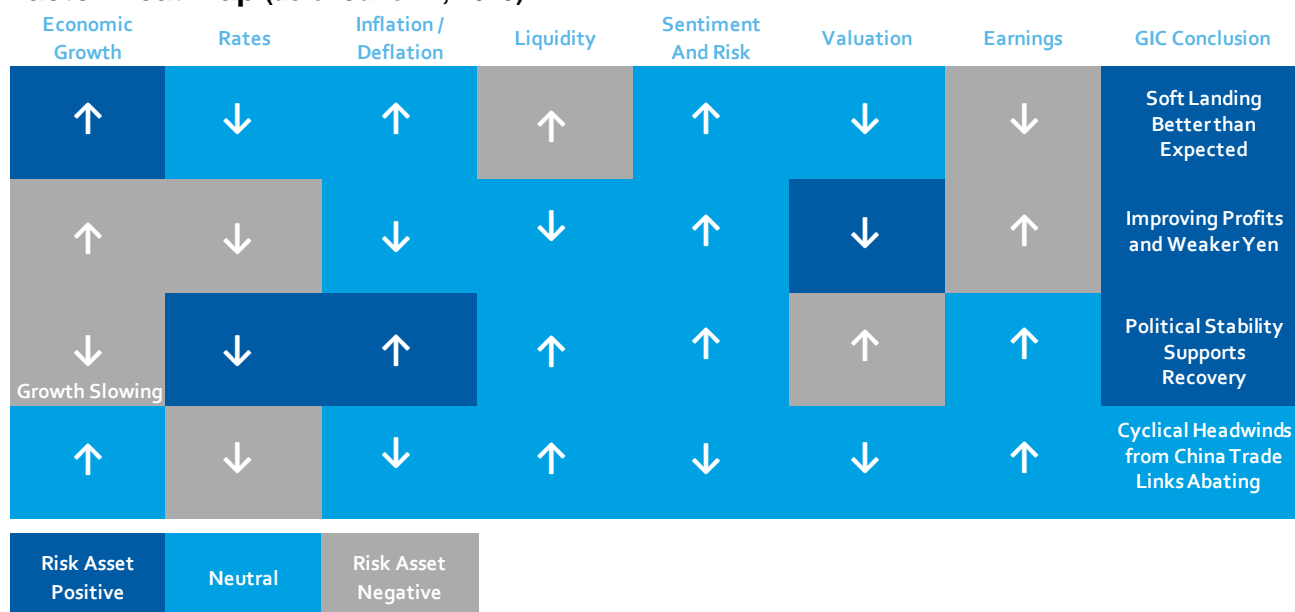 Economic Growth
Rates
Inflation / Deflation
Liquidity
Sentiment And Risk
Valuation
Earnings
GIC Conclusion
Soft Landing
Better than
Expected
Improving Profits
and Weaker Yen
Growth Slowing
Political Stability
Supports
Recovery
Cyclical Headwinds
from China Trade
Links Abating
Risk Asset
Positive
Neutral
Risk Asset
Negative